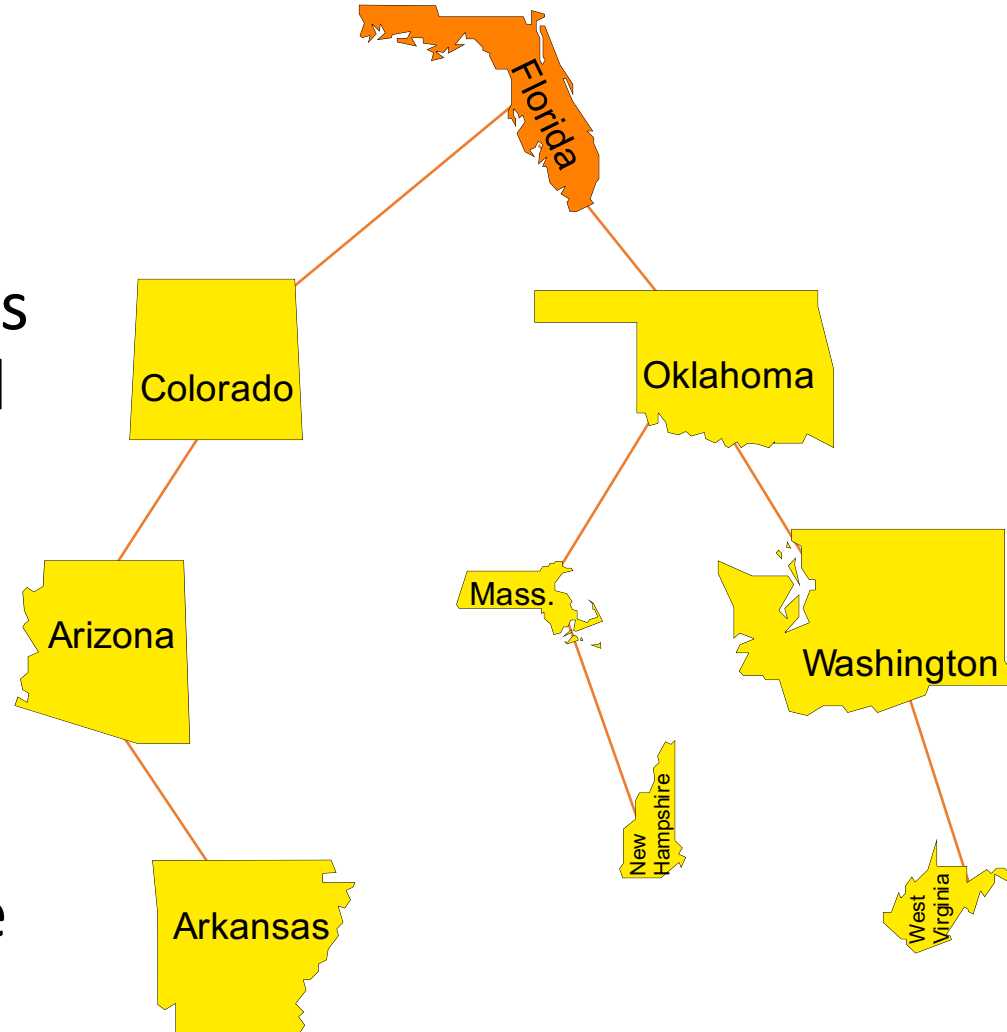 Florida
s
l
Colorado
Oklahoma
Mass.
Arizona
Washington
New
Hampshire
West
Virginia
e
Arkansas